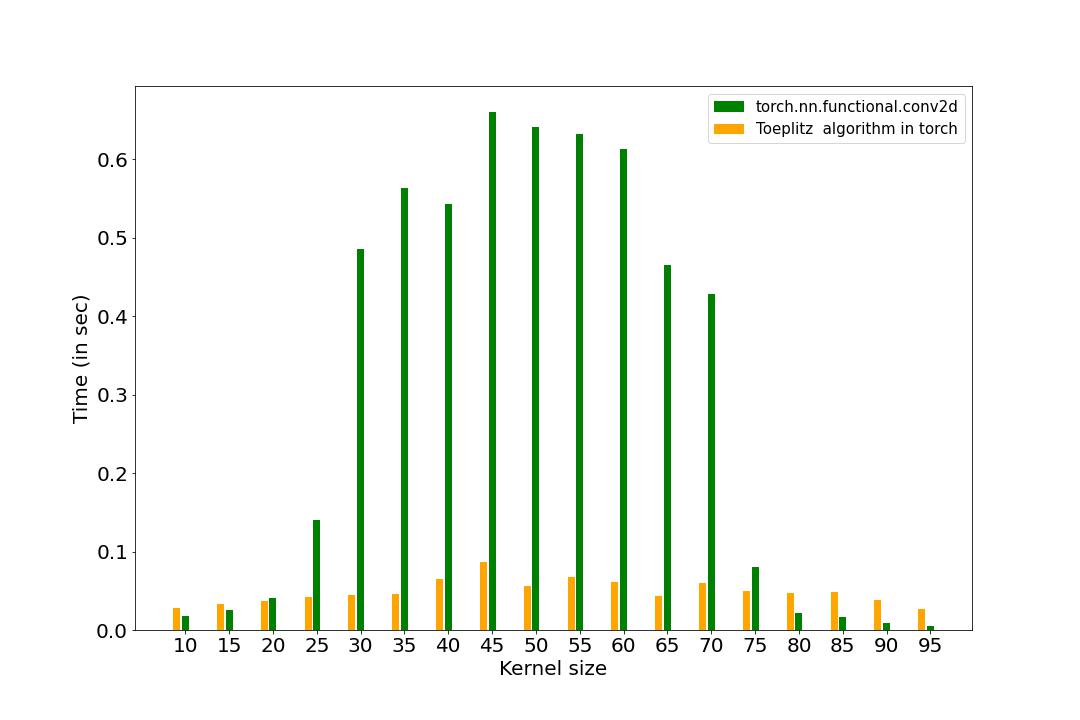 torch.nn.functional.conv2d
Toeplitz  algorithm in torch
0.6
0.5
0.4
0.3
0.2
0.1
0.0
Time (in sec)
10 15 20 25 30 35 40 45 50 55 60 65 70 75 80 85 90 95
Kernel size